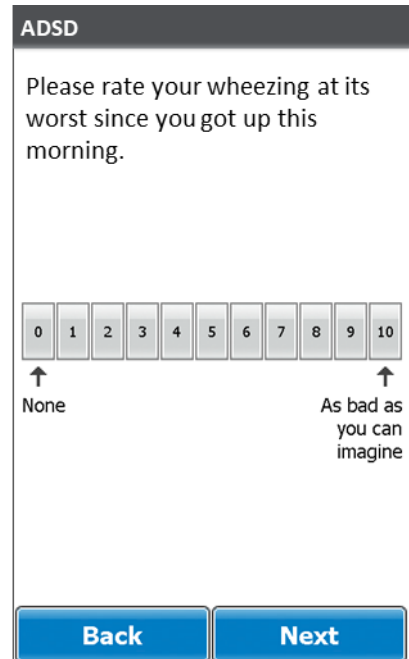 ADSD
Please rate your wheezing at its
worst since you got up this
morning.
0 1 2 3 4 5 6 7 8 9 10
↑ ↑
None As bad as
you can
imagine
Back Next